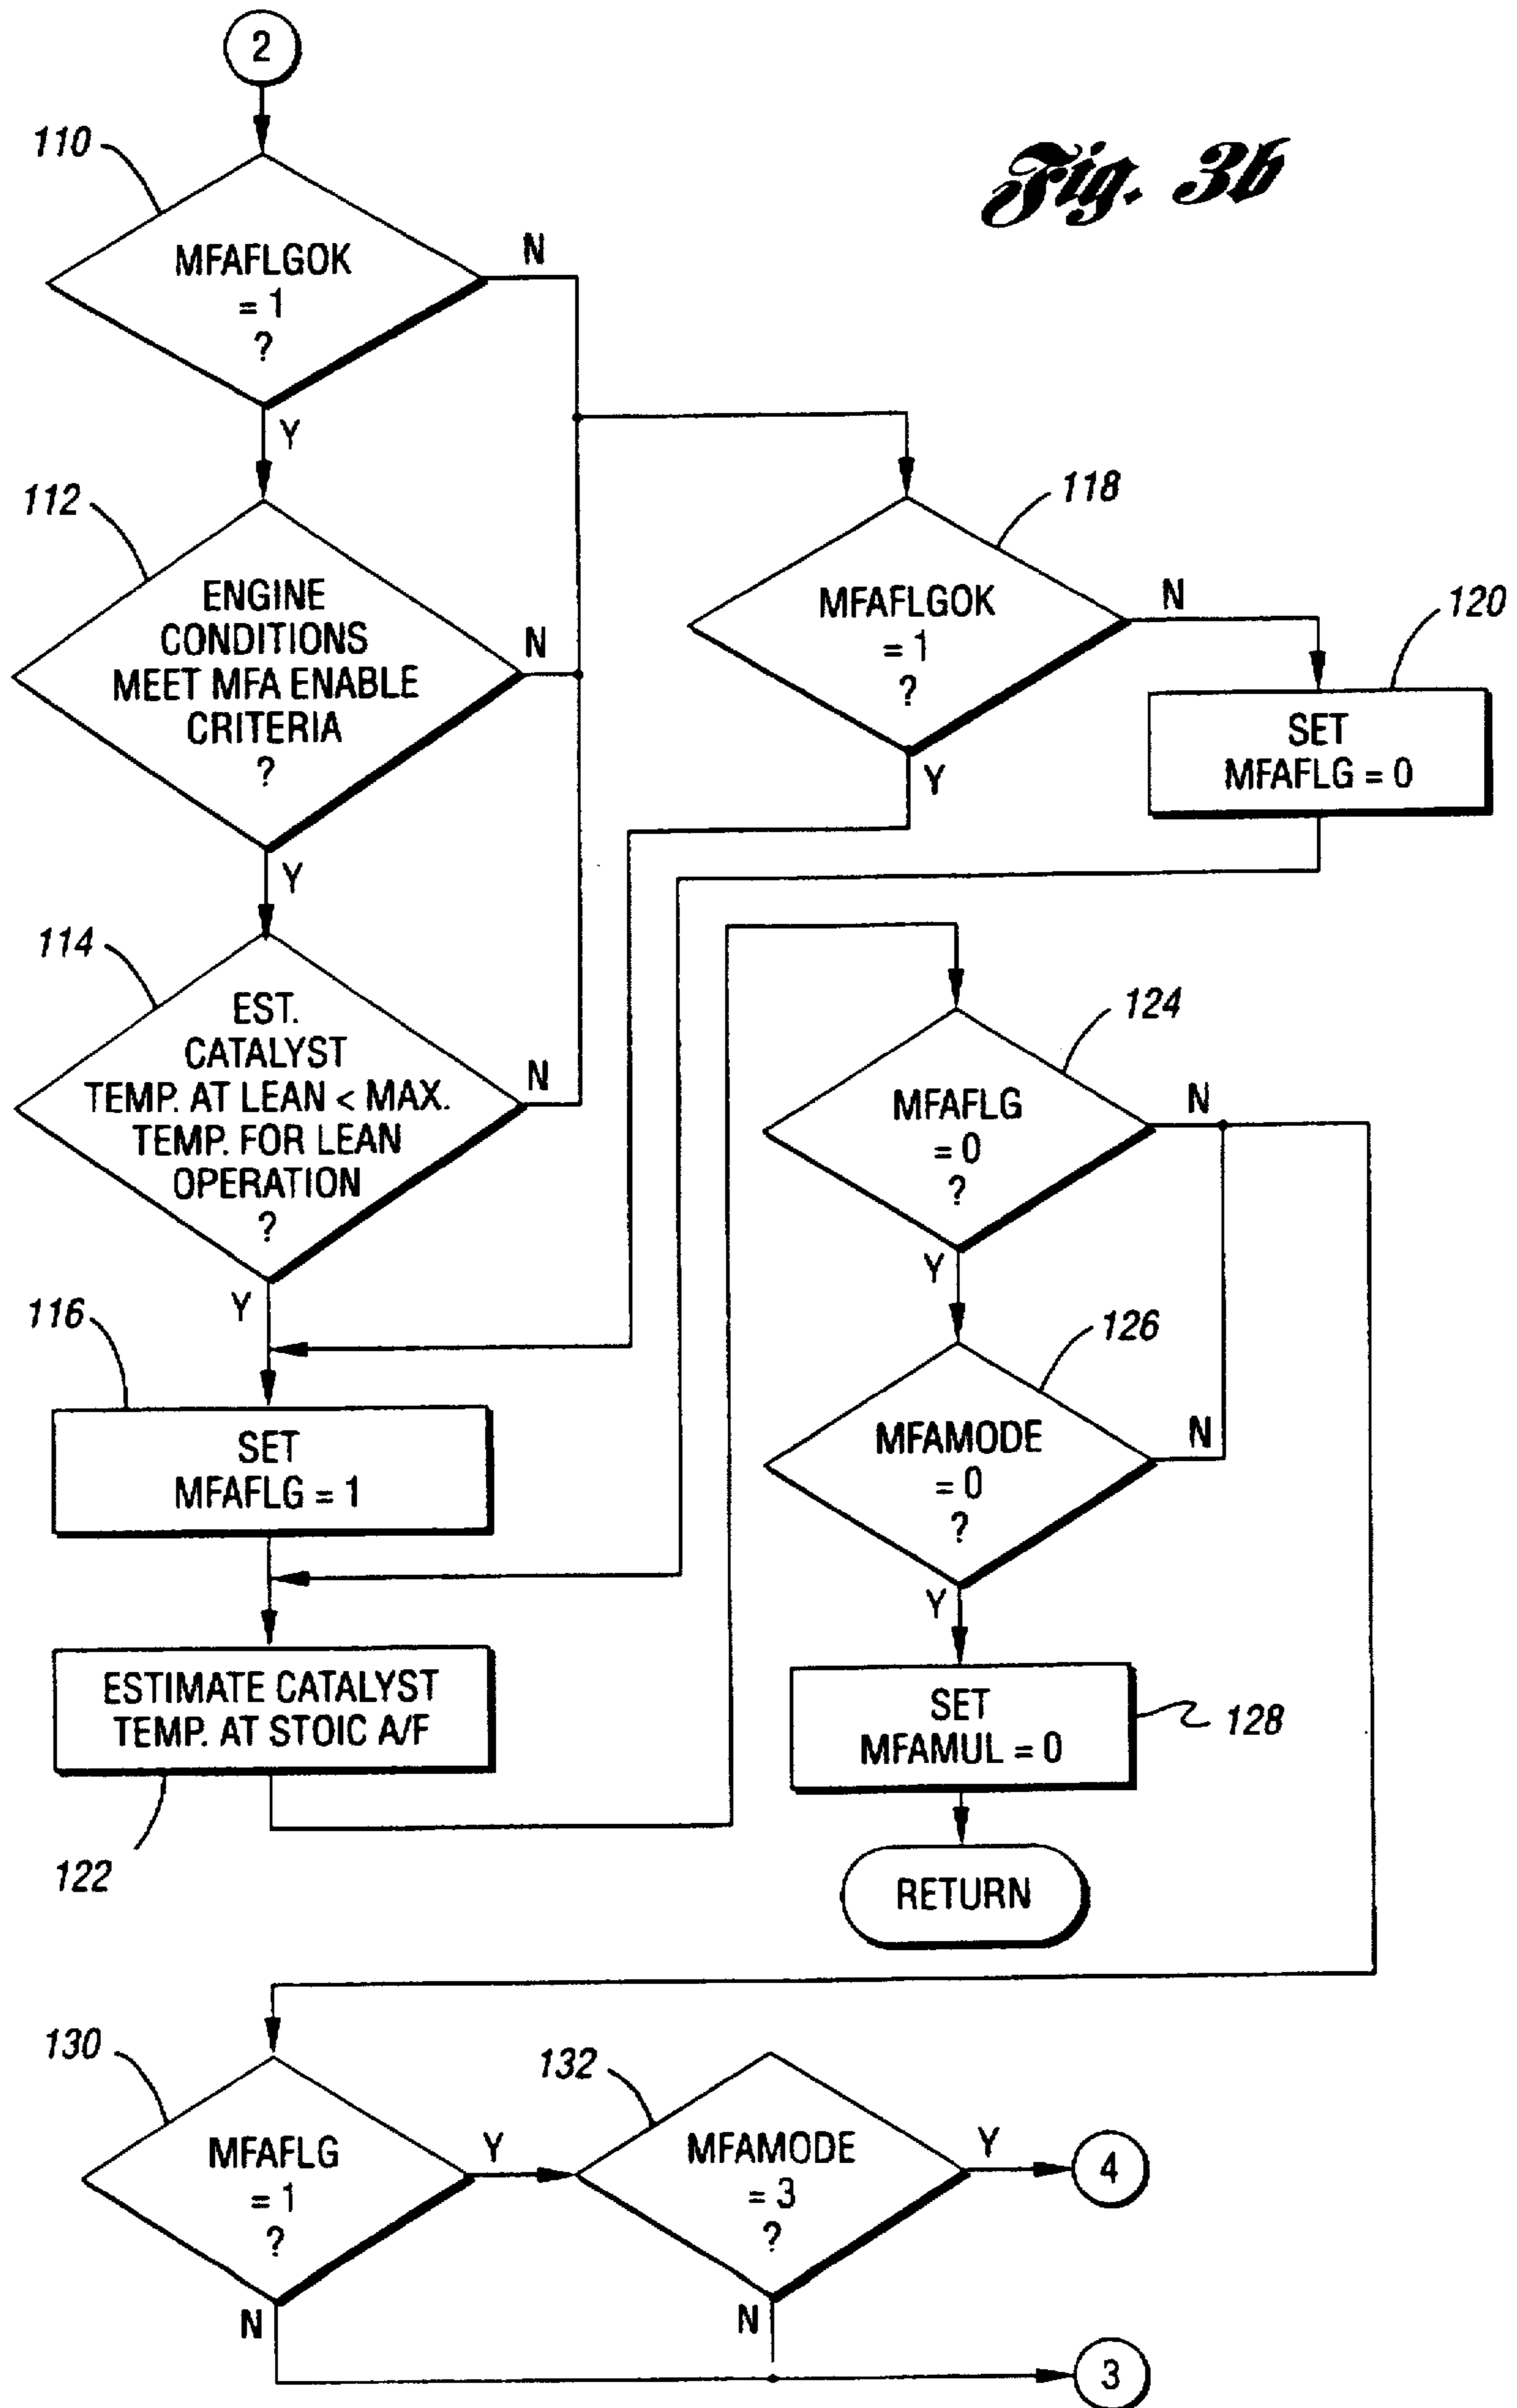 2
Fig. 3b
110
MFAFLGOK
= 1
?
N
Y
112
ENGINE
CONDITIONS
MEET MFA ENABLE
CRITERIA
?
N
Y
118
MFAFLGOK
= 1
?
N
Y
120
SET
MFAFLG = 0
114
EST.
CATALYST
TEMP. AT LEAN < MAX.
TEMP. FOR LEAN
OPERATION
?
N
Y
116
SET
MFAFLG = 1
ESTIMATE CATALYST
TEMP. AT STOIC A/F
122
124
MFAFLG
= 0
?
N
Y
126
MFAMODE
= 0
?
N
Y
SET
MFAMUL = 0
128
RETURN
130
MFAFLG
= 1
?
Y
N
132
MFAMODE
= 3
?
Y
N
4
3